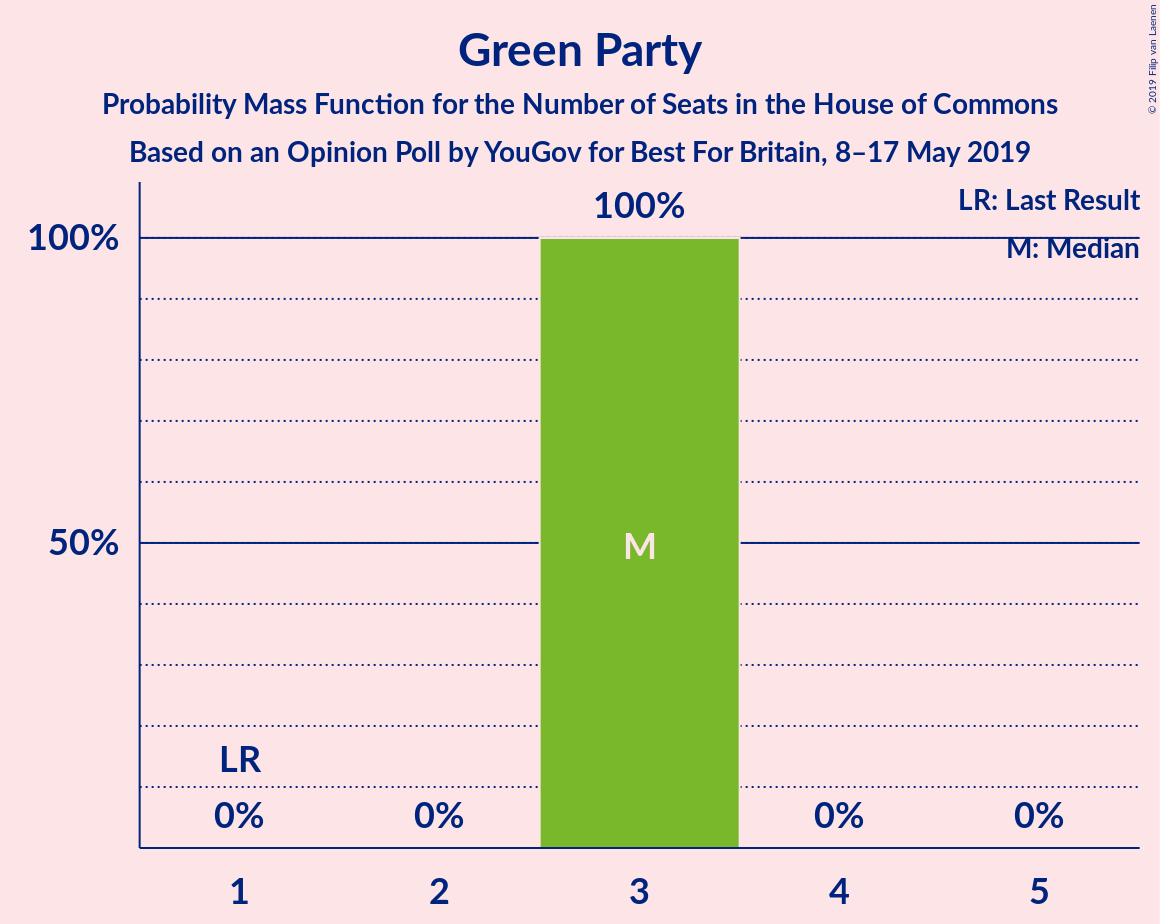 Green Party
Probability Mass Function for the Number of Seats in the House of Commons
Based on an Opinion Poll by YouGov for Best For Britain, 8–17 May 2019
© 2019 Filip van Laenen
LR: Last Result
M: Median
100%
100%
50%
M
LR
0%
0%
0%
0%
1
2
3
4
5